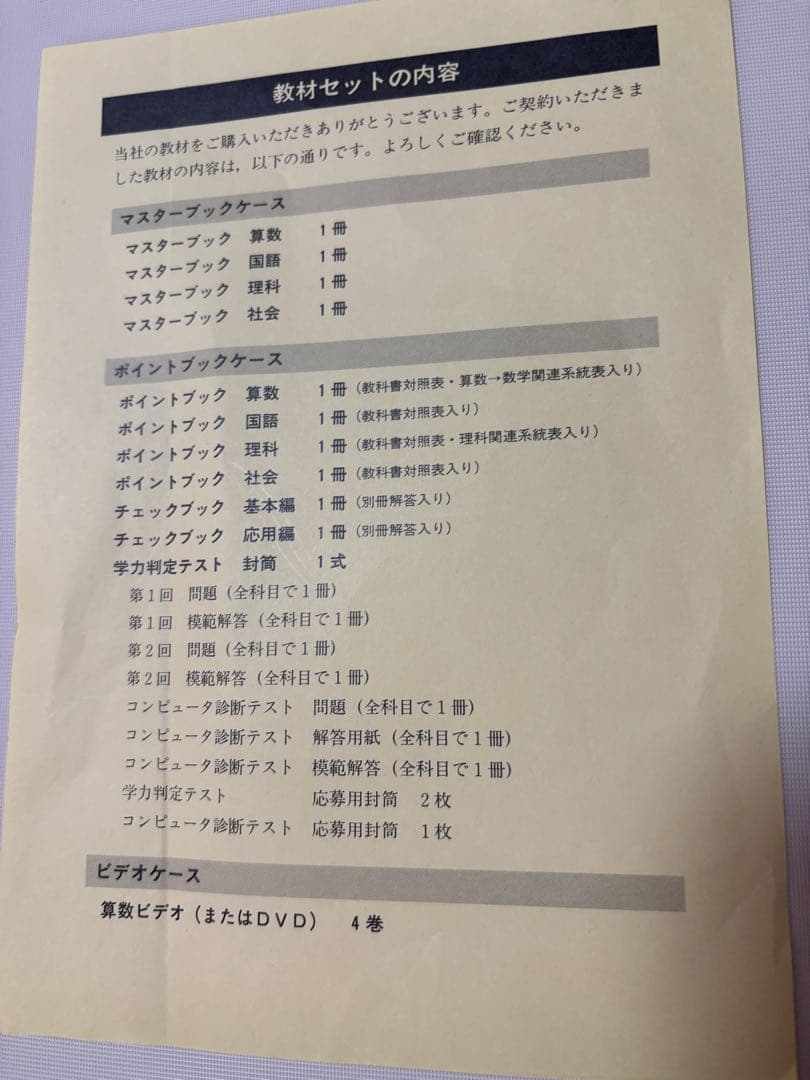 教材セットの内容
当社の教材をご購入いただきありがとうございます。ご契約いただきま
した教材の内容は，以下の通りです。よろしくご確認ください。
マスターブックケース
マスターブック 算数 1冊
マスターブック 国語 1冊
マスターブック 理科 1冊
マスターブック 社会 1冊
ポイントブックケース
ポイントブック 算数 1冊（教科書対照表・算数→数学関連系統表入り）
ポイントブック 国語 1冊（教科書対照表入り）
ポイントブック 理科 1冊（教科書対照表・理科関連系統表入り）
ポイントブック 社会 1冊（教科書対照表入り）
チェックブック 基本編 1冊（別冊解答入り）
チェックブック 応用編 1冊（別冊解答入り）
学力判定テスト 封筒 1式
第1回 問題（全科目で1冊）
第1回 模範解答（全科目で1冊）
第2回 問題（全科目で1冊）
第2回 模範解答（全科目で1冊）
コンピュータ診断テスト 問題（全科目で1冊）
コンピュータ診断テスト 解答用紙（全科目で1冊）
コンピュータ診断テスト 模範解答（全科目で1冊）
学力判定テスト 応募用封筒 2枚
コンピュータ診断テスト 応募用封筒 1枚
ビデオケース
算数ビデオ（またはDVD） 4巻